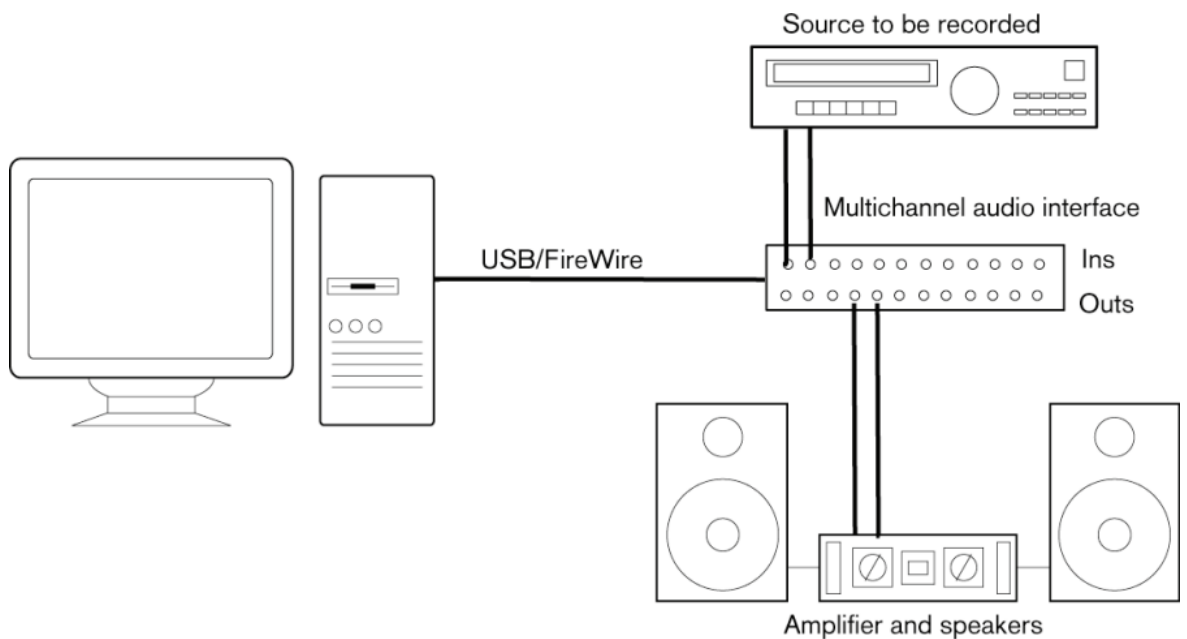 Source to be recorded
Multichannel audio interface
USB/FireWire
Ins
Outs
Amplifier and speakers